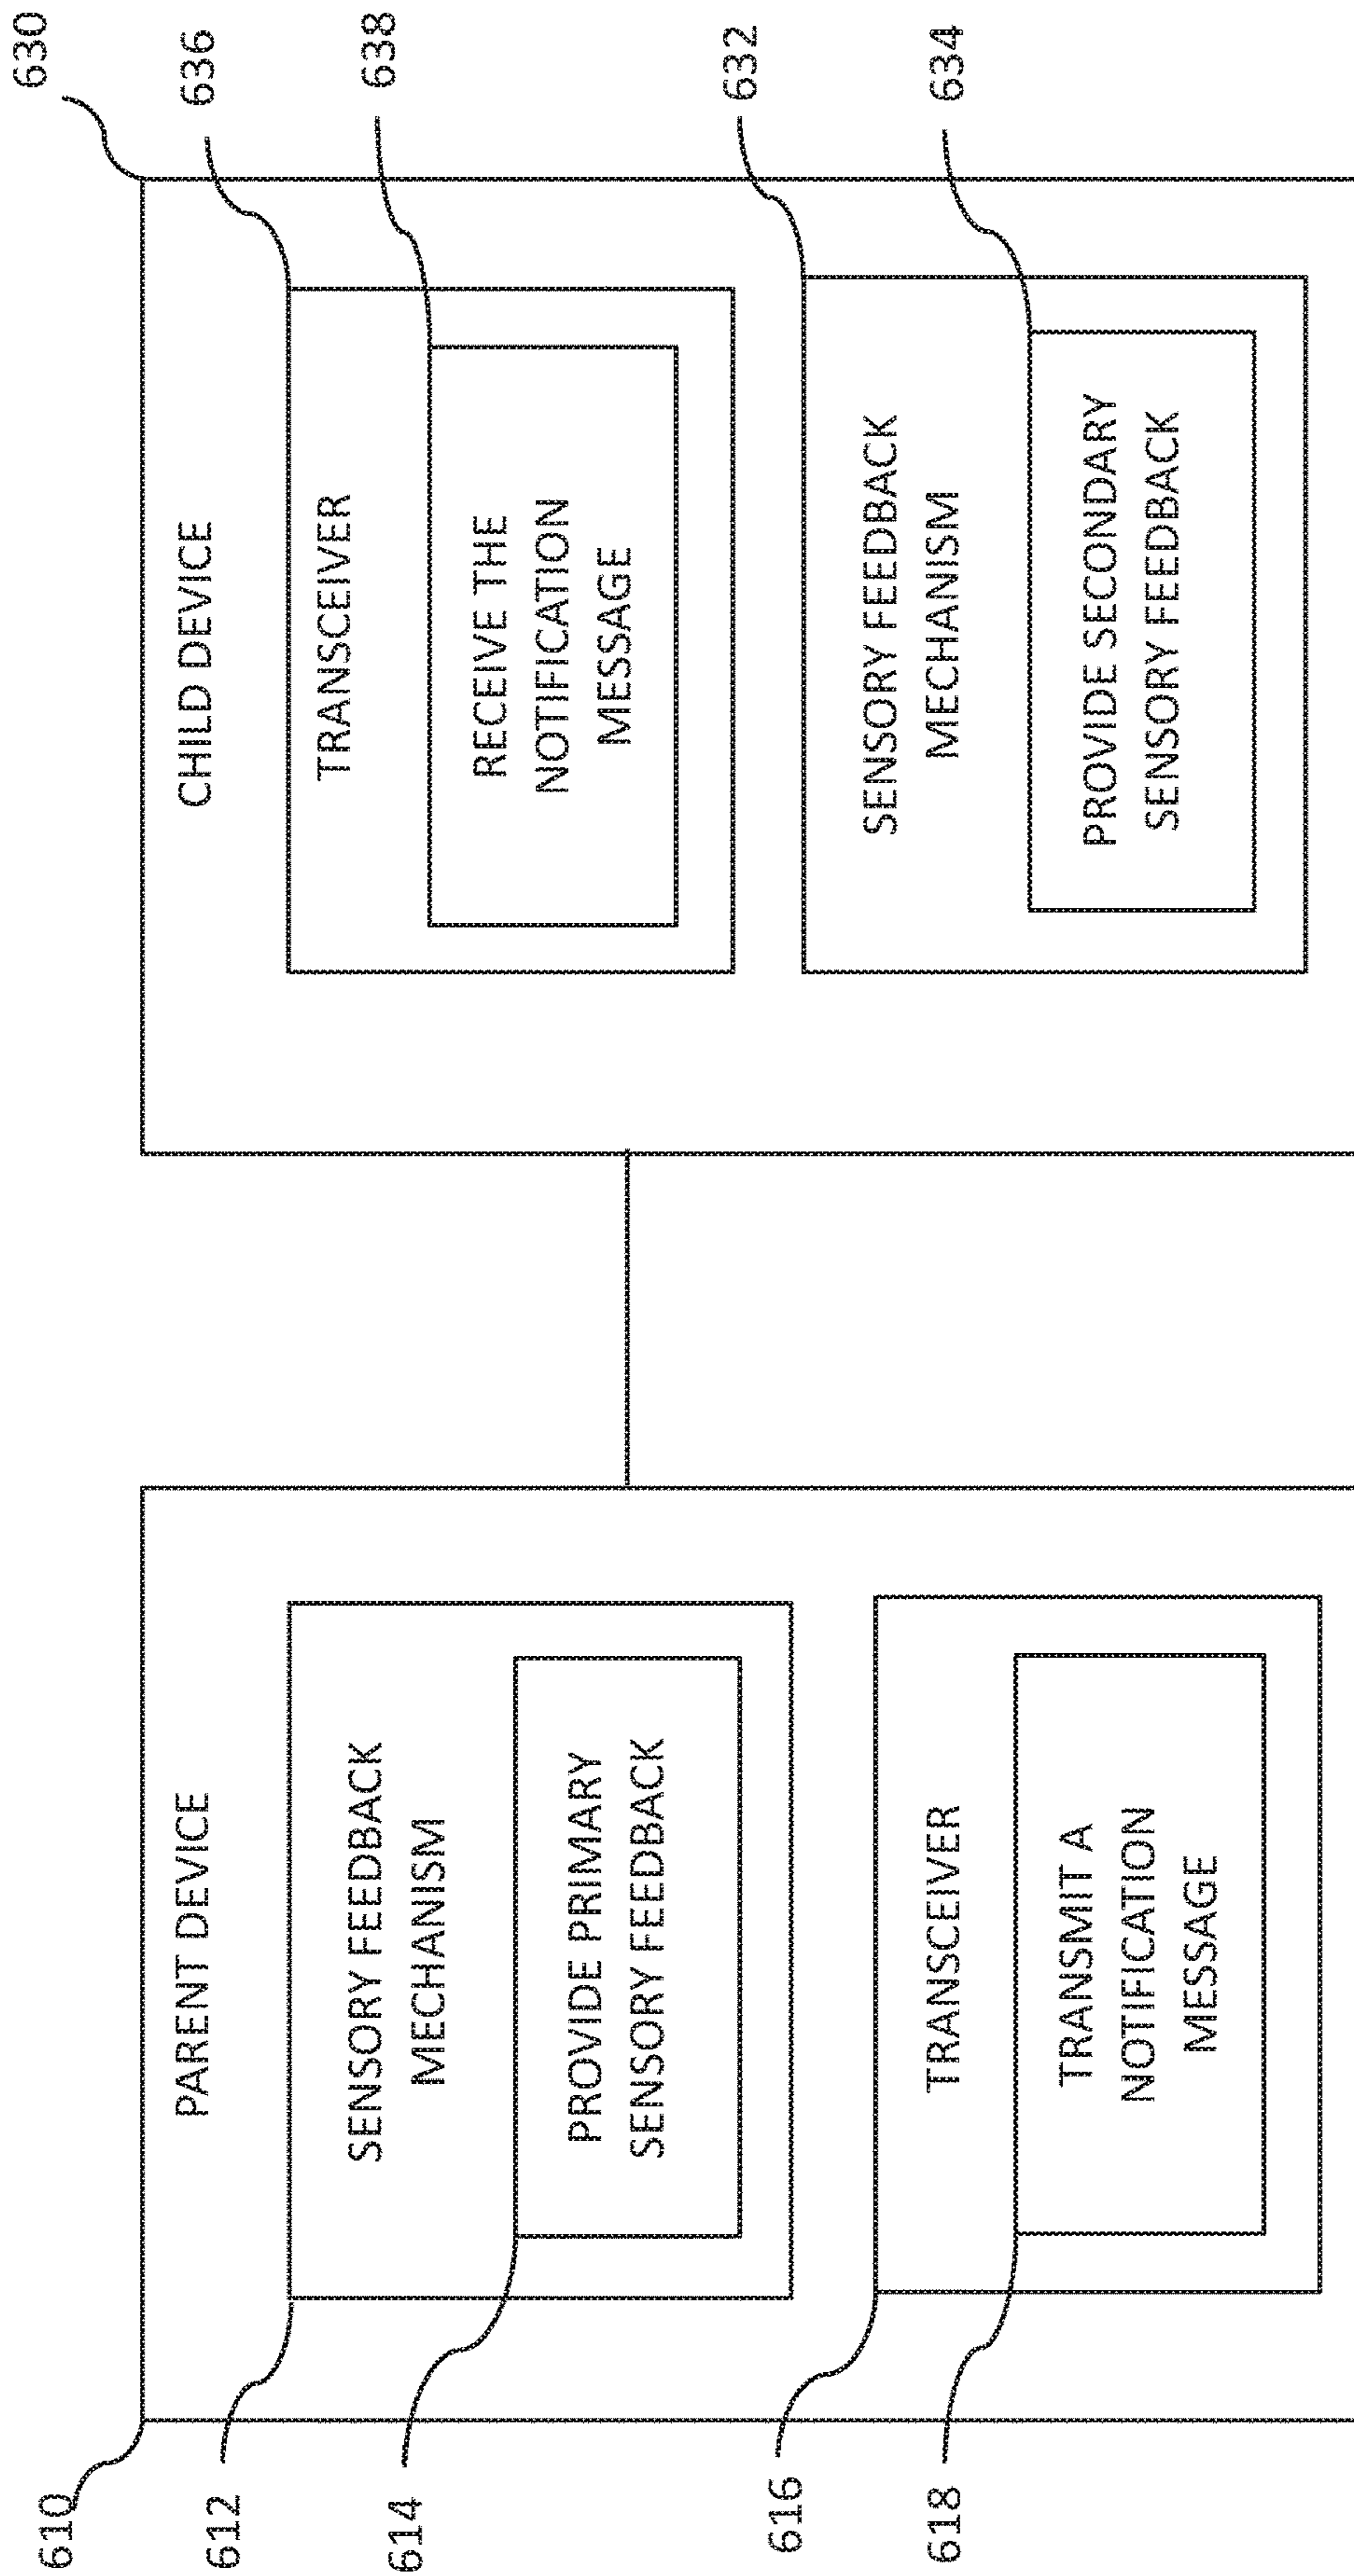 610
PARENT DEVICE
612
SENSORY FEEDBACK
MECHANISM
614
PROVIDE PRIMARY
SENSORY FEEDBACK
616
TRANSCEIVER
618
TRANSMIT A
NOTIFICATION
MESSAGE
630
CHILD DEVICE
636
TRANSCEIVER
638
RECEIVE THE
NOTIFICATION
MESSAGE
632
SENSORY FEEDBACK
MECHANISM
634
PROVIDE SECONDARY
SENSORY FEEDBACK